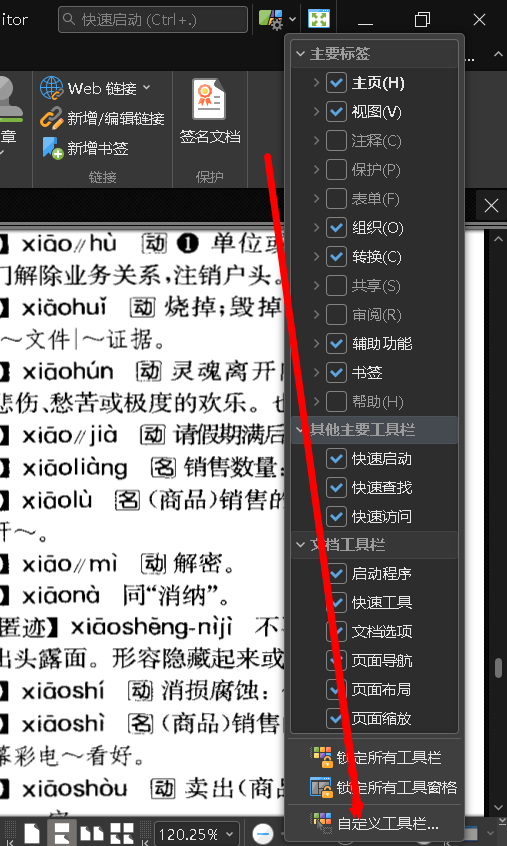 itor
快速启动 (Ctrl+.)
章
Web 链接
新增/编辑链接
新增书签
链接
签名文档
保护
主要标签
主页(H)
视图(V)
注释(C)
保护(P)
表单(F)
组织(O)
转换(C)
共享(S)
审阅(R)
辅助功能
书签
帮助(H)
其他主要工具栏
快速启动
快速查找
快速访问
文档工具栏
启动程序
快速工具
文档选项
页面导航
页面布局
页面缩放
锁定所有工具栏
锁定所有工具窗格
自定义工具栏...
】xiāo∥hù 动 ❶ 单位或
门解除业务关系,注销户头。
】xiāohuǐ 动 烧掉;毁掉
~文件|~证据。
】xiāohún 动 灵魂离开
悲伤、愁苦或极度的欢乐。也
】xiāo∥jià 动 请假期满后
】xiāoliàng 名 销售数量:
】xiāolù 名 (商品)销售的
开~。
】xiāo∥mì 动 解密。
】xiāonà 同“消纳”。
匿迹】xiāoshēng-nìjì 不
出头露面。形容隐藏起来或
】xiāoshí 动 消损腐蚀:
】xiāoshì 名 (商品)销售
幕彩电~看好。
】xiāoshòu 动 卖出(商品
120.25%